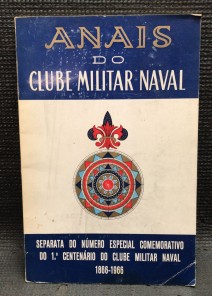 ANAIS
DO
CLUBE MILITAR NAVAL
SEPARATA DO NÚMERO ESPECIAL COMEMORATIVO
DO 1.º CENTENÁRIO DO CLUBE MILITAR NAVAL
1866-1966